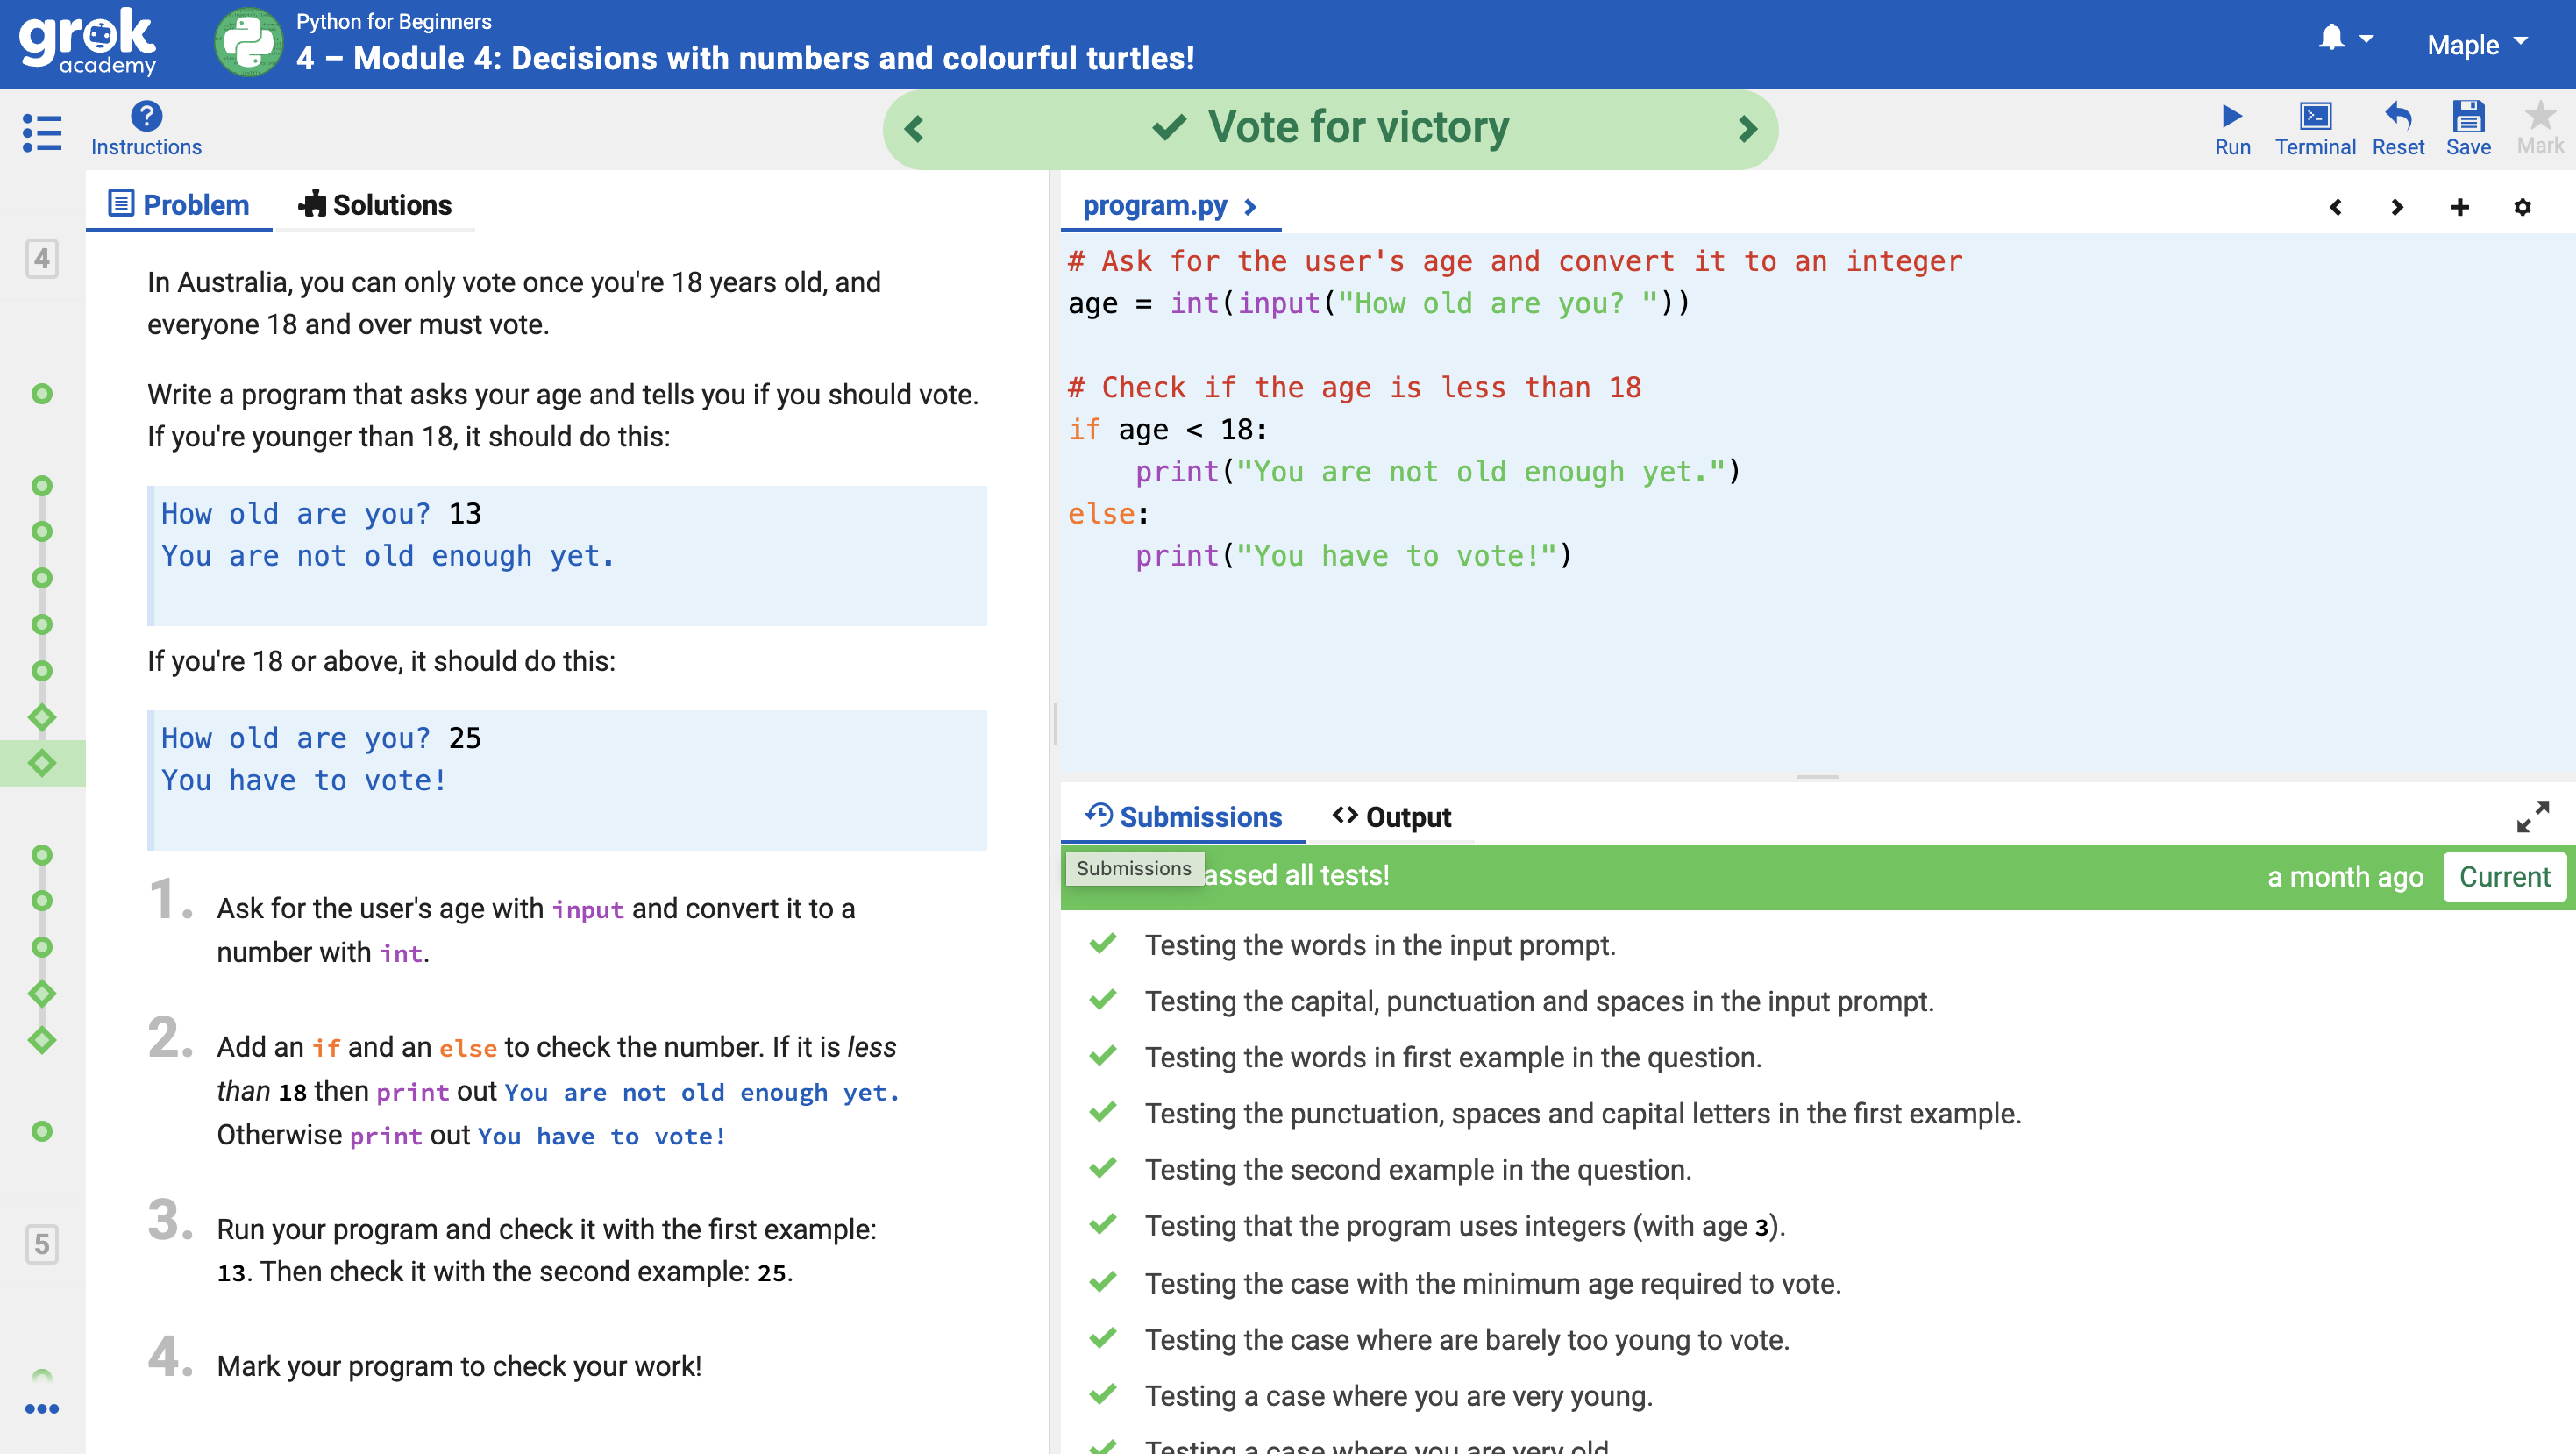 grok academy
Python for Beginners
4 – Module 4: Decisions with numbers and colourful turtles!
Maple
Instructions
Vote for victory
Run
Terminal
Reset
Save
Mark
Problem
Solutions
4
In Australia, you can only vote once you're 18 years old, and
everyone 18 and over must vote.
Write a program that asks your age and tells you if you should vote.
If you're younger than 18, it should do this:
How old are you? 13
You are not old enough yet.
If you're 18 or above, it should do this:
How old are you? 25
You have to vote!
1. Ask for the user's age with input and convert it to a
number with int.
2. Add an if and an else to check the number. If it is less
than 18 then print out You are not old enough yet.
Otherwise print out You have to vote!
3. Run your program and check it with the first example:
13. Then check it with the second example: 25.
4. Mark your program to check your work!
5
program.py
# Ask for the user's age and convert it to an integer
age = int(input("How old are you? "))
# Check if the age is less than 18
if age < 18:
    print("You are not old enough yet.")
else:
    print("You have to vote!")
Submissions
Output
Submissions
assed all tests!
a month ago
Current
Testing the words in the input prompt.
Testing the capital, punctuation and spaces in the input prompt.
Testing the words in first example in the question.
Testing the punctuation, spaces and capital letters in the first example.
Testing the second example in the question.
Testing that the program uses integers (with age 3).
Testing the case with the minimum age required to vote.
Testing the case where are barely too young to vote.
Testing a case where you are very young.
Testing a case where you are very old.